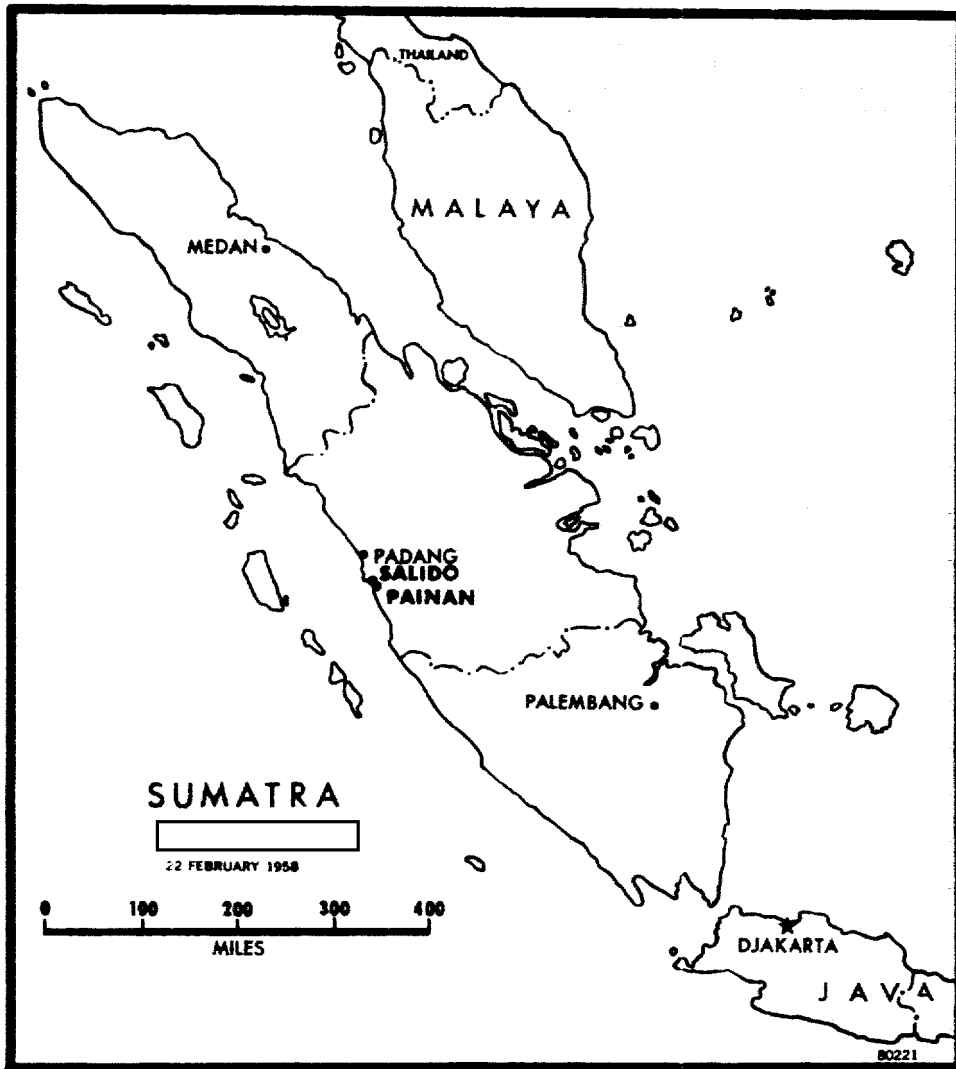 THAILAND
MALAYA
MEDAN
PADANG
SALIDO
PAINAN
PALEMBANG
SUMATRA
22 FEBRUARY 1958
0 100 200 300 400
MILES
DJAKARTA
JAVA
80221